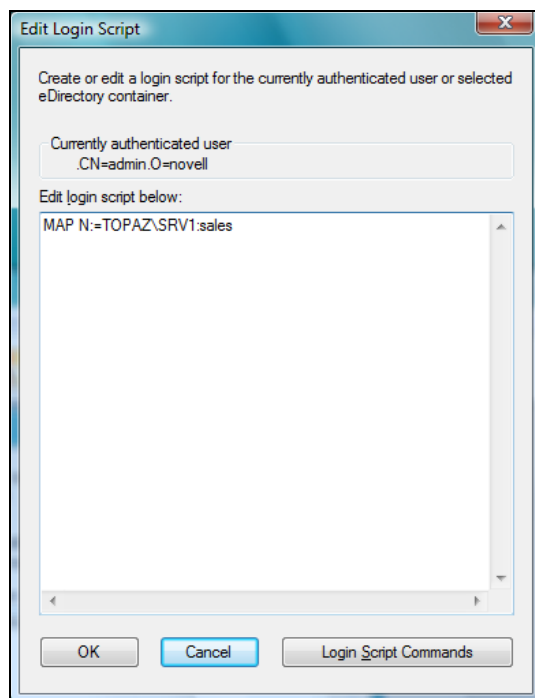 Edit Login Script
Create or edit a login script for the currently authenticated user or selected
eDirectory container.
Currently authenticated user
.CN=admin.O=novell
Edit login script below:
MAP N:=TOPAZ\SRV1:sales
OK
Cancel
Login Script Commands